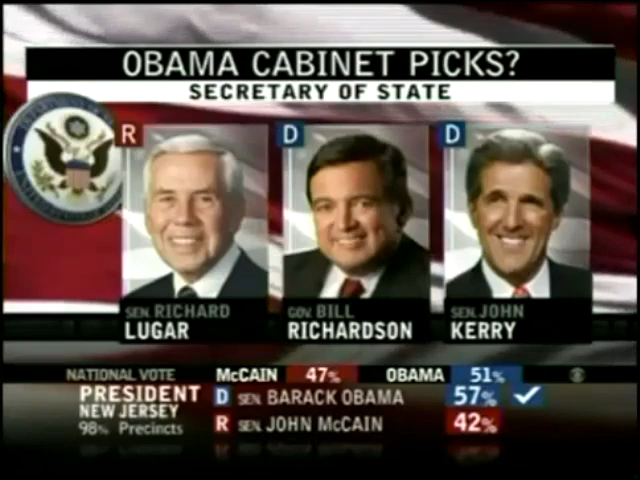 OBAMA CABINET PICKS?
SECRETARY OF STATE
R
D
D
SEN. RICHARD
LUGAR
GOV. BILL
RICHARDSON
SEN. JOHN
KERRY
NATIONAL VOTE McCAIN 47% OBAMA 51%
PRESIDENT
NEW JERSEY
98% Precincts
D SEN. BARACK OBAMA 57%
R SEN. JOHN McCAIN 42%